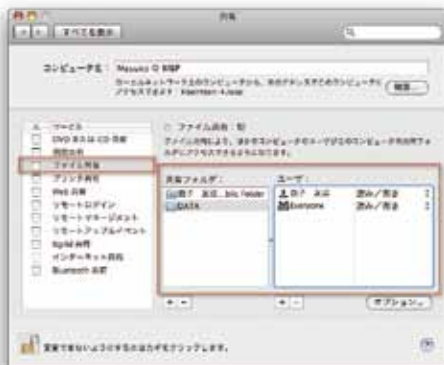 共有
すべてを表示
コンピュータ名：
編集...
サービス
DVD または CD 共有
画面共有
ファイル共有
プリンタ共有
Web 共有
リモートログイン
リモートマネージメント
リモートアップルイベント
Xgrid 共有
インターネット共有
Bluetooth 共有
ファイル共有：切
共有フォルダ：
DATA
ユーザ：
読み／書き
Everyone
読み／書き
オプション...
変更できないようにするにはカギをクリックします。